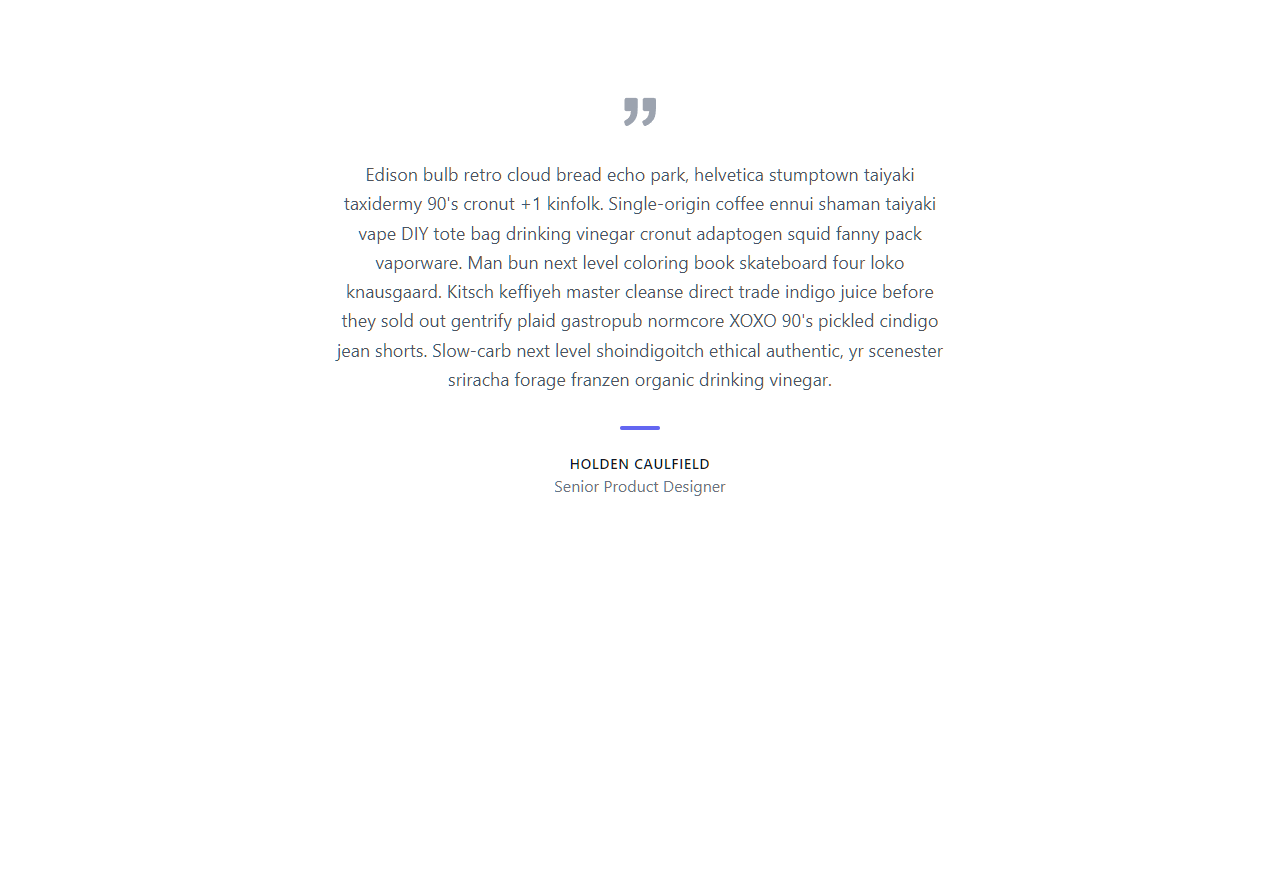 Edison bulb retro cloud bread echo park, helvetica stumptown taiyaki
taxidermy 90's cronut +1 kinfolk. Single-origin coffee ennui shaman taiyaki
vape DIY tote bag drinking vinegar cronut adaptogen squid fanny pack
vaporware. Man bun next level coloring book skateboard four loko
knausgaard. Kitsch keffiyeh master cleanse direct trade indigo juice before
they sold out gentrify plaid gastropub normcore XOXO 90's pickled cindigo
jean shorts. Slow-carb next level shoindigoitch ethical authentic, yr scenester
sriracha forage franzen organic drinking vinegar.
HOLDEN CAULFIELD
Senior Product Designer